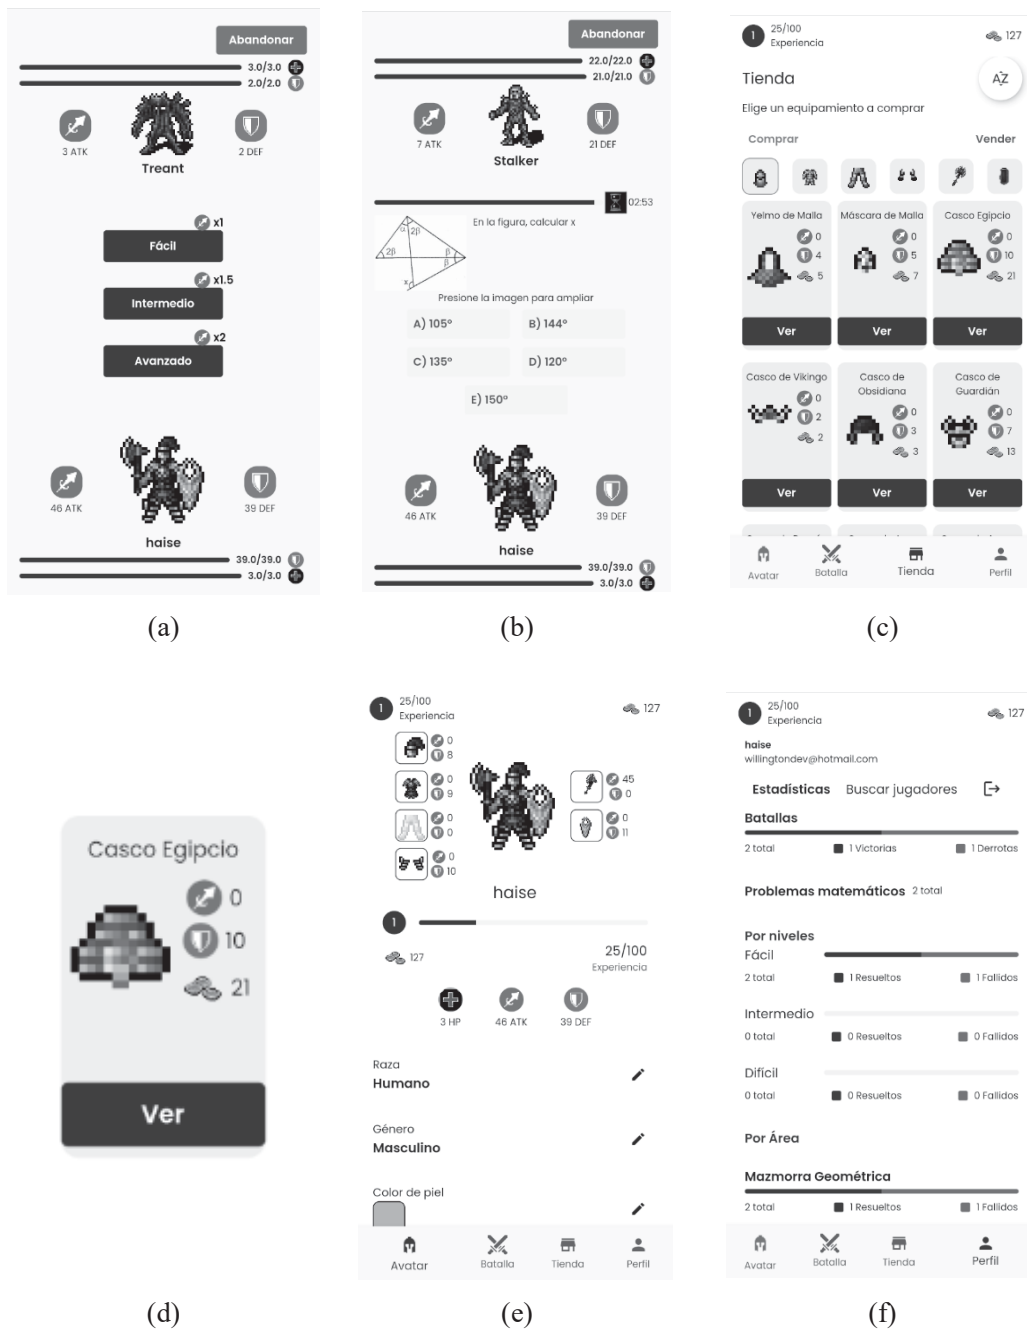 Abandonar
3.0/3.0
2.0/2.0
3 ATK
2 DEF
Treant
x1
Fácil
x1.5
Intermedio
x2
Avanzado
46 ATK
39 DEF
haise
39.0/39.0
3.0/3.0
(a)
Abandonar
22.0/22.0
21.0/21.0
7 ATK
21 DEF
Stalker
02:53
En la figura, calcular x
α
2β
2β
β
β
x
Presione la imagen para ampliar
A) 105°
B) 144°
C) 135°
D) 120°
E) 150°
46 ATK
39 DEF
haise
39.0/39.0
3.0/3.0
(b)
1
25/100
Experiencia
127
Tienda
AZ
Elige un equipamiento a comprar
Comprar
Vender
Yelmo de Malla
0
4
5
Ver
Máscara de Malla
0
5
7
Ver
Casco Egipcio
0
10
21
Ver
Casco de Vikingo
0
2
2
Ver
Casco de
Obsidiana
0
3
3
Ver
Casco de
Guardián
0
7
13
Ver
Avatar
Batalla
Tienda
Perfil
(c)
Casco Egipcio
0
10
21
Ver
(d)
1
25/100
Experiencia
127
0
8
0
9
0
0
0
10
45
0
0
11
haise
1
127
25/100
Experiencia
3 HP
46 ATK
39 DEF
Raza
Humano
Género
Masculino
Color de piel
Avatar
Batalla
Tienda
Perfil
(e)
1
25/100
Experiencia
127
haise
willingtondev@hotmail.com
Estadísticas
Buscar jugadores
Batallas
2 total
1 Victorias
1 Derrotas
Problemas matemáticos 2 total
Por niveles
Fácil
2 total
1 Resueltos
1 Fallidos
Intermedio
0 total
0 Resueltos
0 Fallidos
Difícil
0 total
0 Resueltos
0 Fallidos
Por Área
Mazmorra Geométrica
2 total
1 Resueltos
1 Fallidos
Avatar
Batalla
Tienda
Perfil
(f)